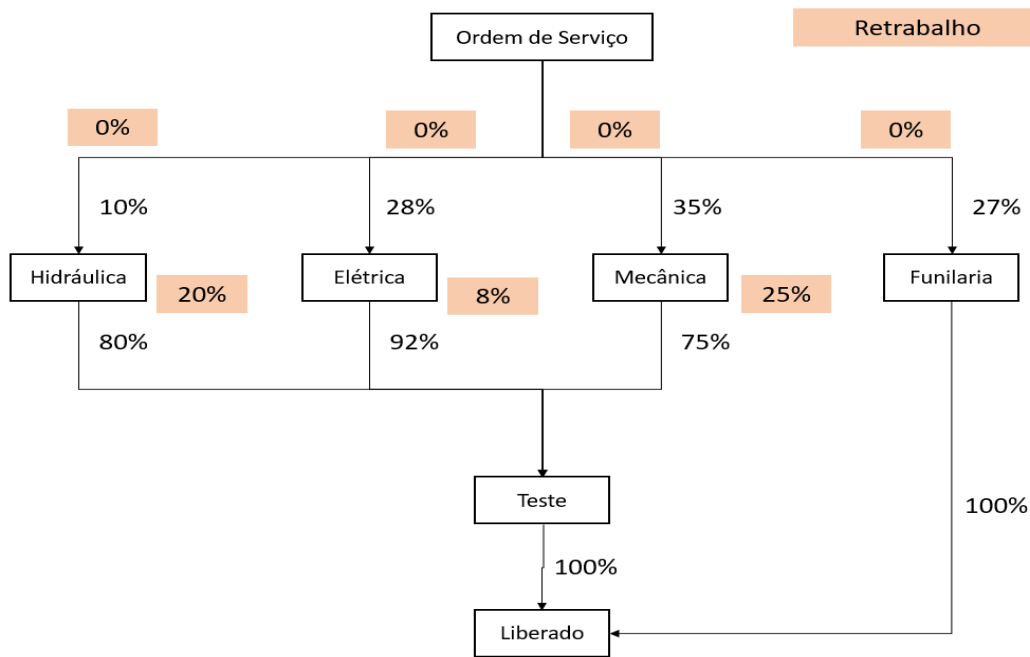 Ordem de Serviço
Retrabalho
0%
0%
0%
0%
10%
28%
35%
27%
Hidráulica
Elétrica
Mecânica
Funilaria
20%
8%
25%
80%
92%
75%
Teste
100%
100%
Liberado